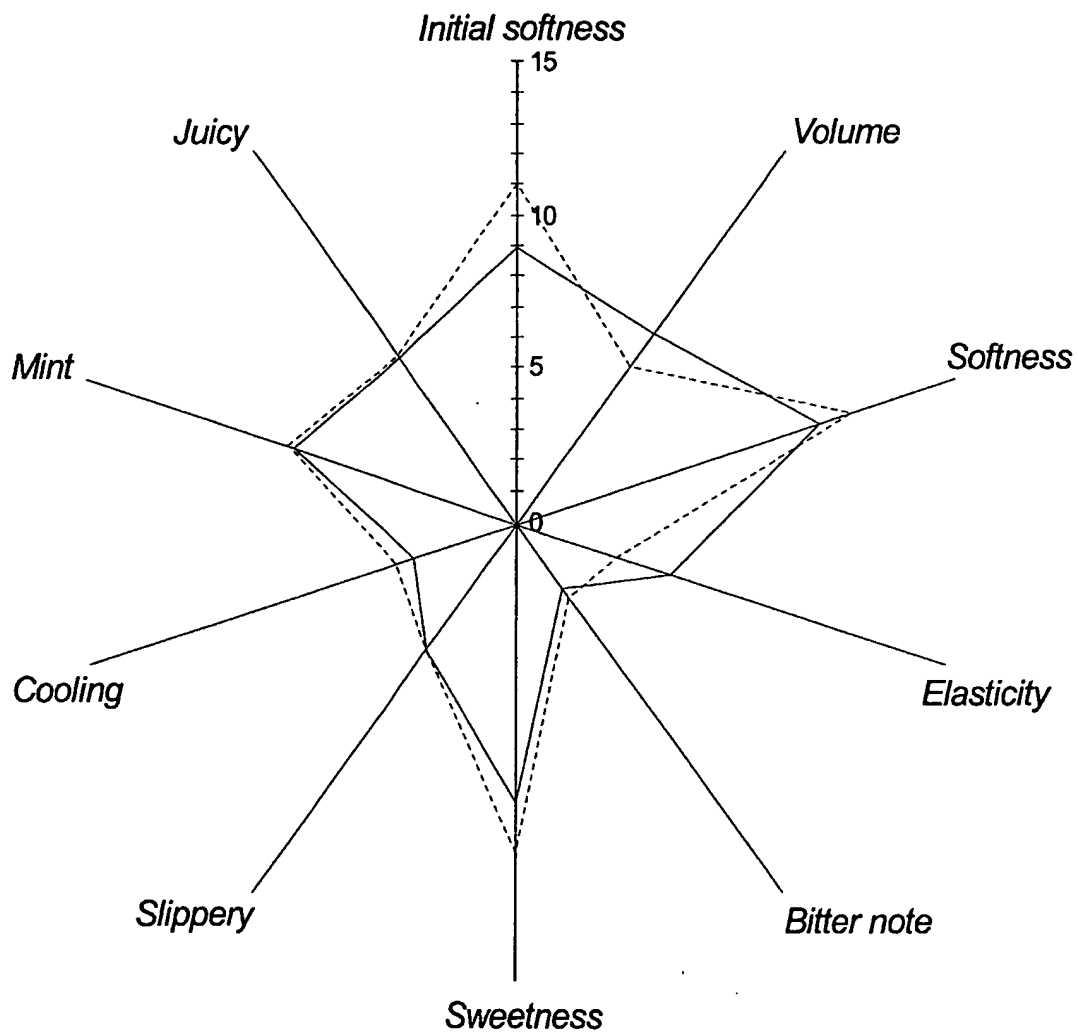 Initial softness
15
Juicy
Volume
10
Mint
Softness
5
0
Cooling
Elasticity
Slippery
Bitter note
Sweetness